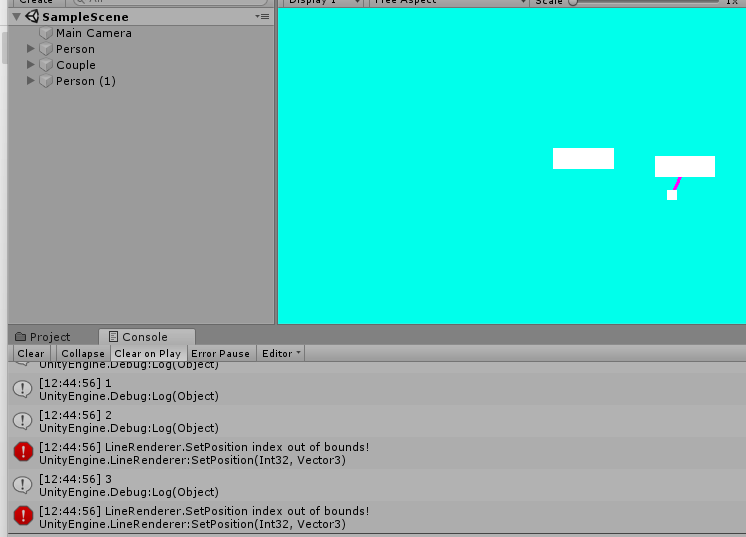 Create
All
Display 1
Free Aspect
Scale
1x
SampleScene
Main Camera
Person
Couple
Person (1)
Project
Console
Clear
Collapse
Clear on Play
Error Pause
Editor
UnityEngine.Debug:Log(Object)
[12:44:56] 1
UnityEngine.Debug:Log(Object)
[12:44:56] 2
UnityEngine.Debug:Log(Object)
[12:44:56] LineRenderer.SetPosition index out of bounds!
UnityEngine.LineRenderer:SetPosition(Int32, Vector3)
[12:44:56] 3
UnityEngine.Debug:Log(Object)
[12:44:56] LineRenderer.SetPosition index out of bounds!
UnityEngine.LineRenderer:SetPosition(Int32, Vector3)